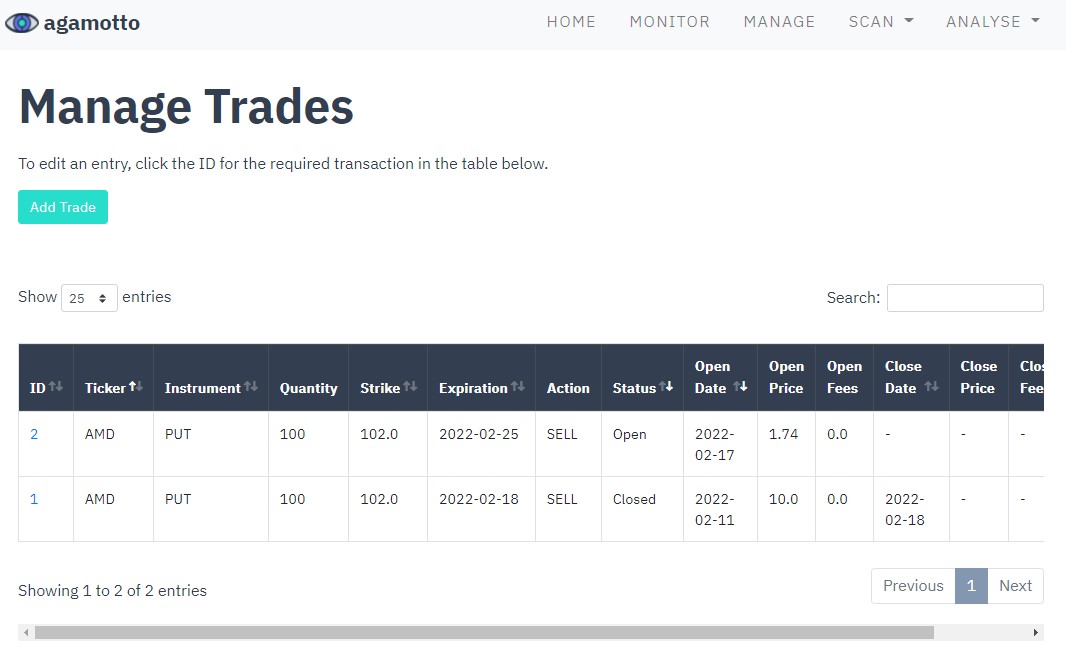 agamotto HOME MONITOR MANAGE SCAN ANALYSE
Manage Trades
To edit an entry, click the ID for the required transaction in the table below.
Add Trade
Show 25 entries Search:
ID Ticker Instrument Quantity Strike Expiration Action Status Open Date Open Price Open Fees Close Date Close Price
2 AMD PUT 100 102.0 2022-02-25 SELL Open 2022-02-17 1.74 0.0 - - -
1 AMD PUT 100 102.0 2022-02-18 SELL Closed 2022-02-11 10.0 0.0 2022-02-18 - -
Showing 1 to 2 of 2 entries Previous 1 Next